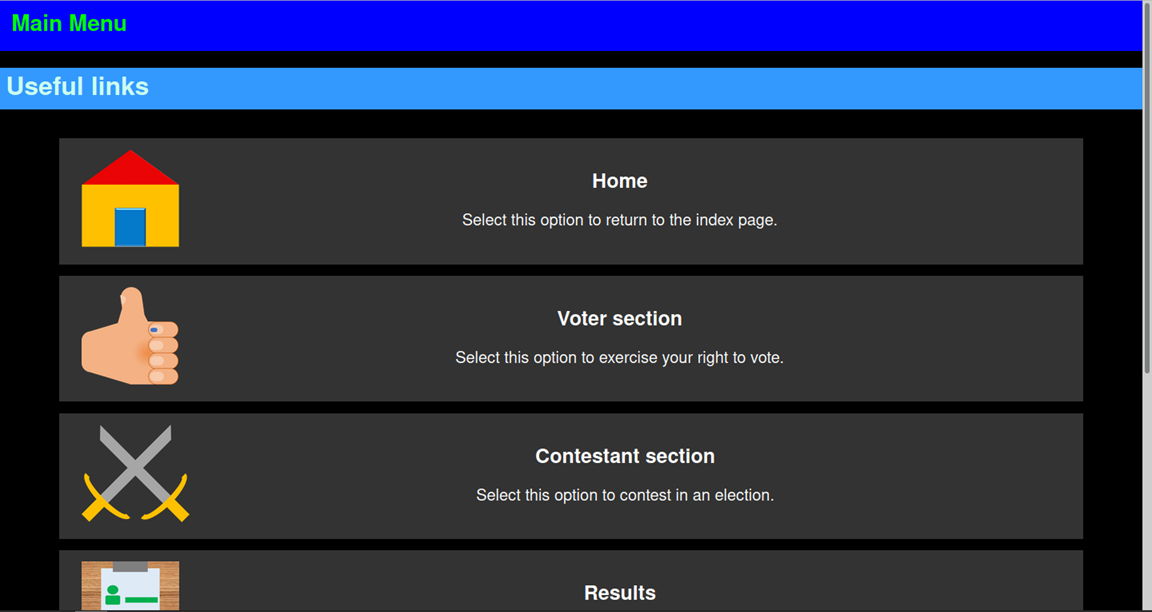 Main Menu
Useful links
Home
Select this option to return to the index page.
Voter section
Select this option to exercise your right to vote.
Contestant section
Select this option to contest in an election.
Results